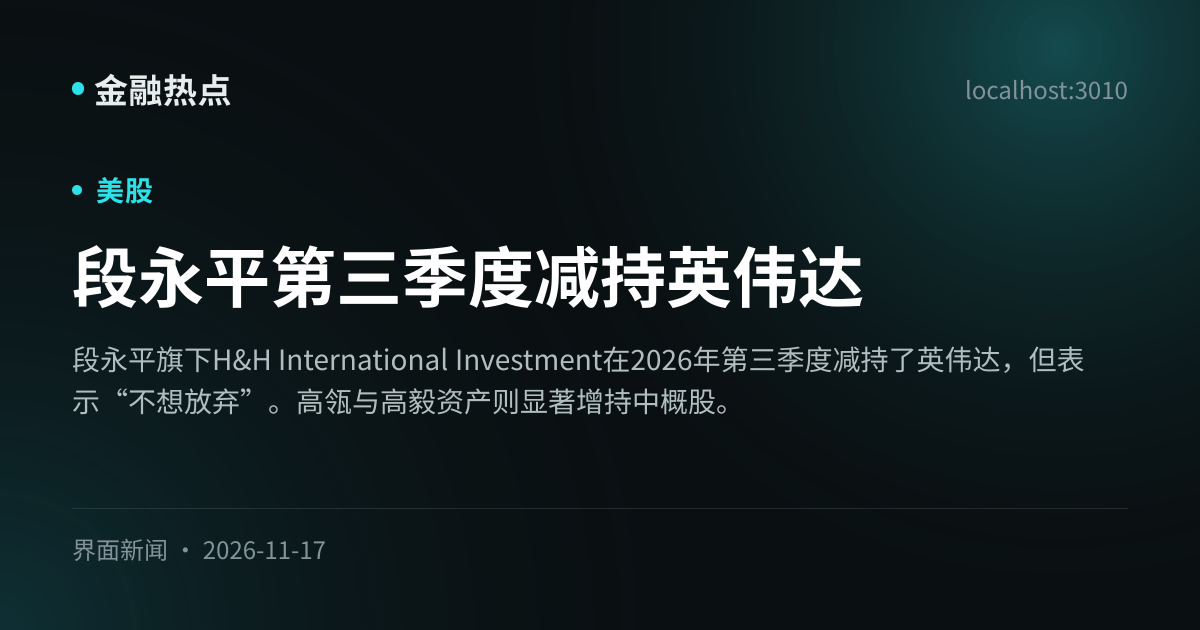 金融热点
localhost:3010
美股
段永平第三季度减持英伟达
段永平旗下H&H International Investment在2026年第三季度减持了英伟达，但表
示“不想放弃”。高瓴与高毅资产则显著增持中概股。
界面新闻 • 2026-11-17